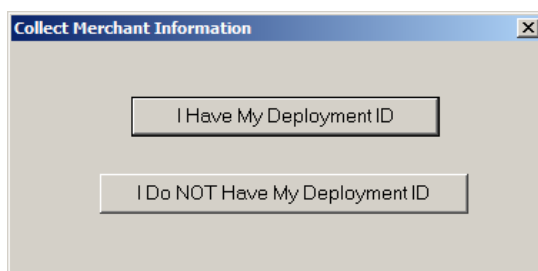 Collect Merchant Information
I Have My Deployment ID
I Do NOT Have My Deployment ID